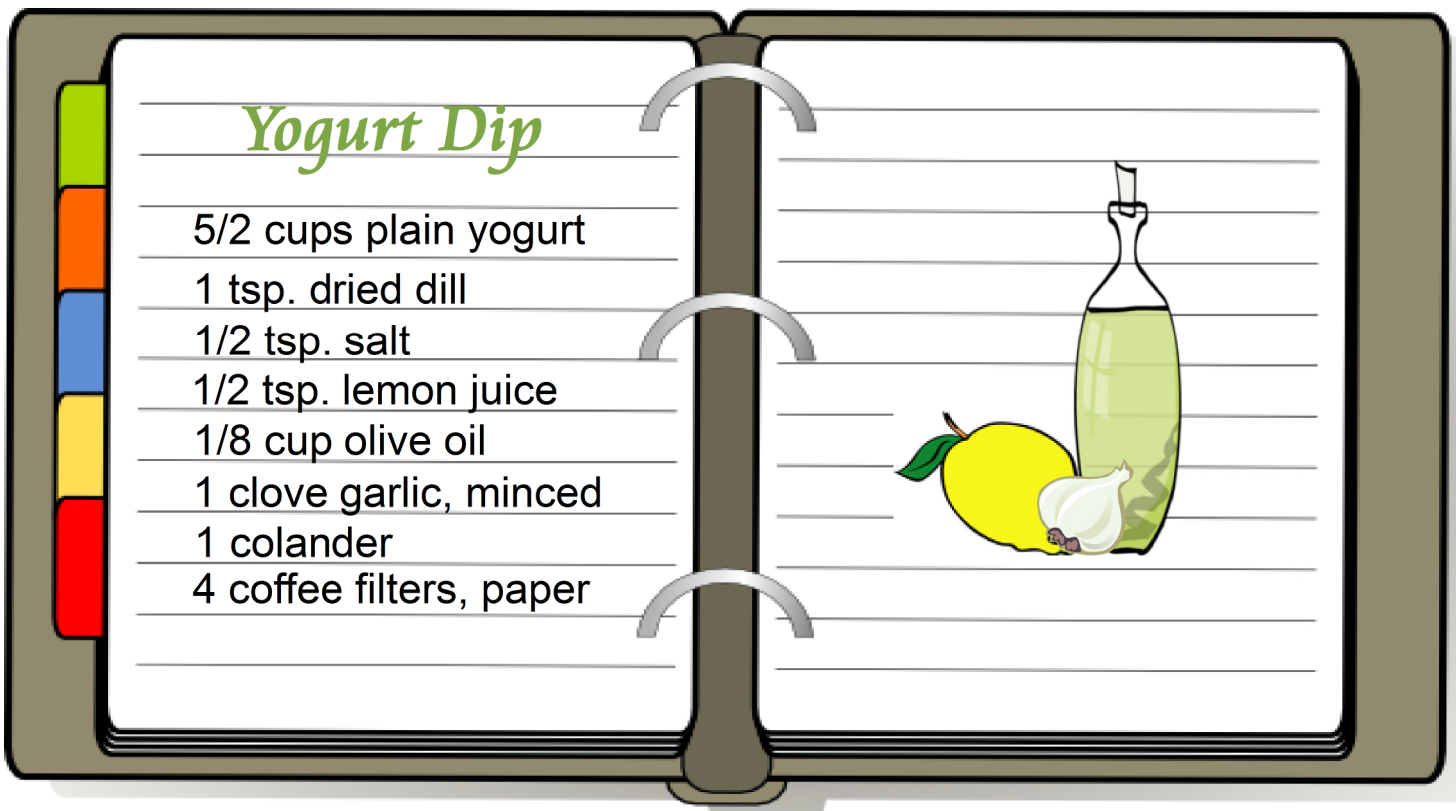 Yogurt Dip
5/2 cups plain yogurt
1 tsp. dried dill
1/2 tsp. salt
1/2 tsp. lemon juice
1/8 cup olive oil
1 clove garlic, minced
1 colander
4 coffee filters, paper